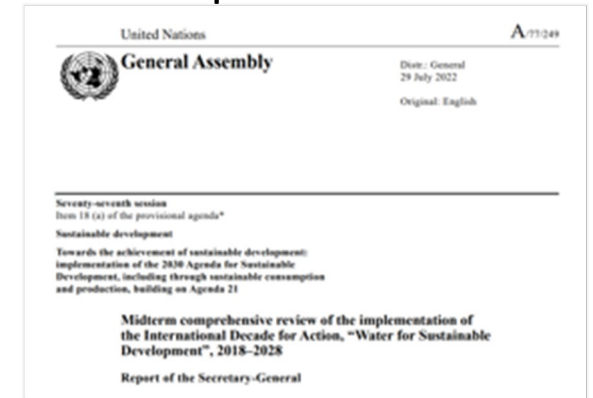 United Nations
A/77/249
General Assembly
Distr.: General
29 July 2022
Original: English
Seventy-seventh session
Item 18 (a) of the provisional agenda*
Sustainable development
Towards the achievement of sustainable development:
implementation of the 2030 Agenda for Sustainable
Development, including through sustainable consumption
and production, building on Agenda 21
Midterm comprehensive review of the implementation of
the International Decade for Action, “Water for Sustainable
Development”, 2018–2028
Report of the Secretary-General